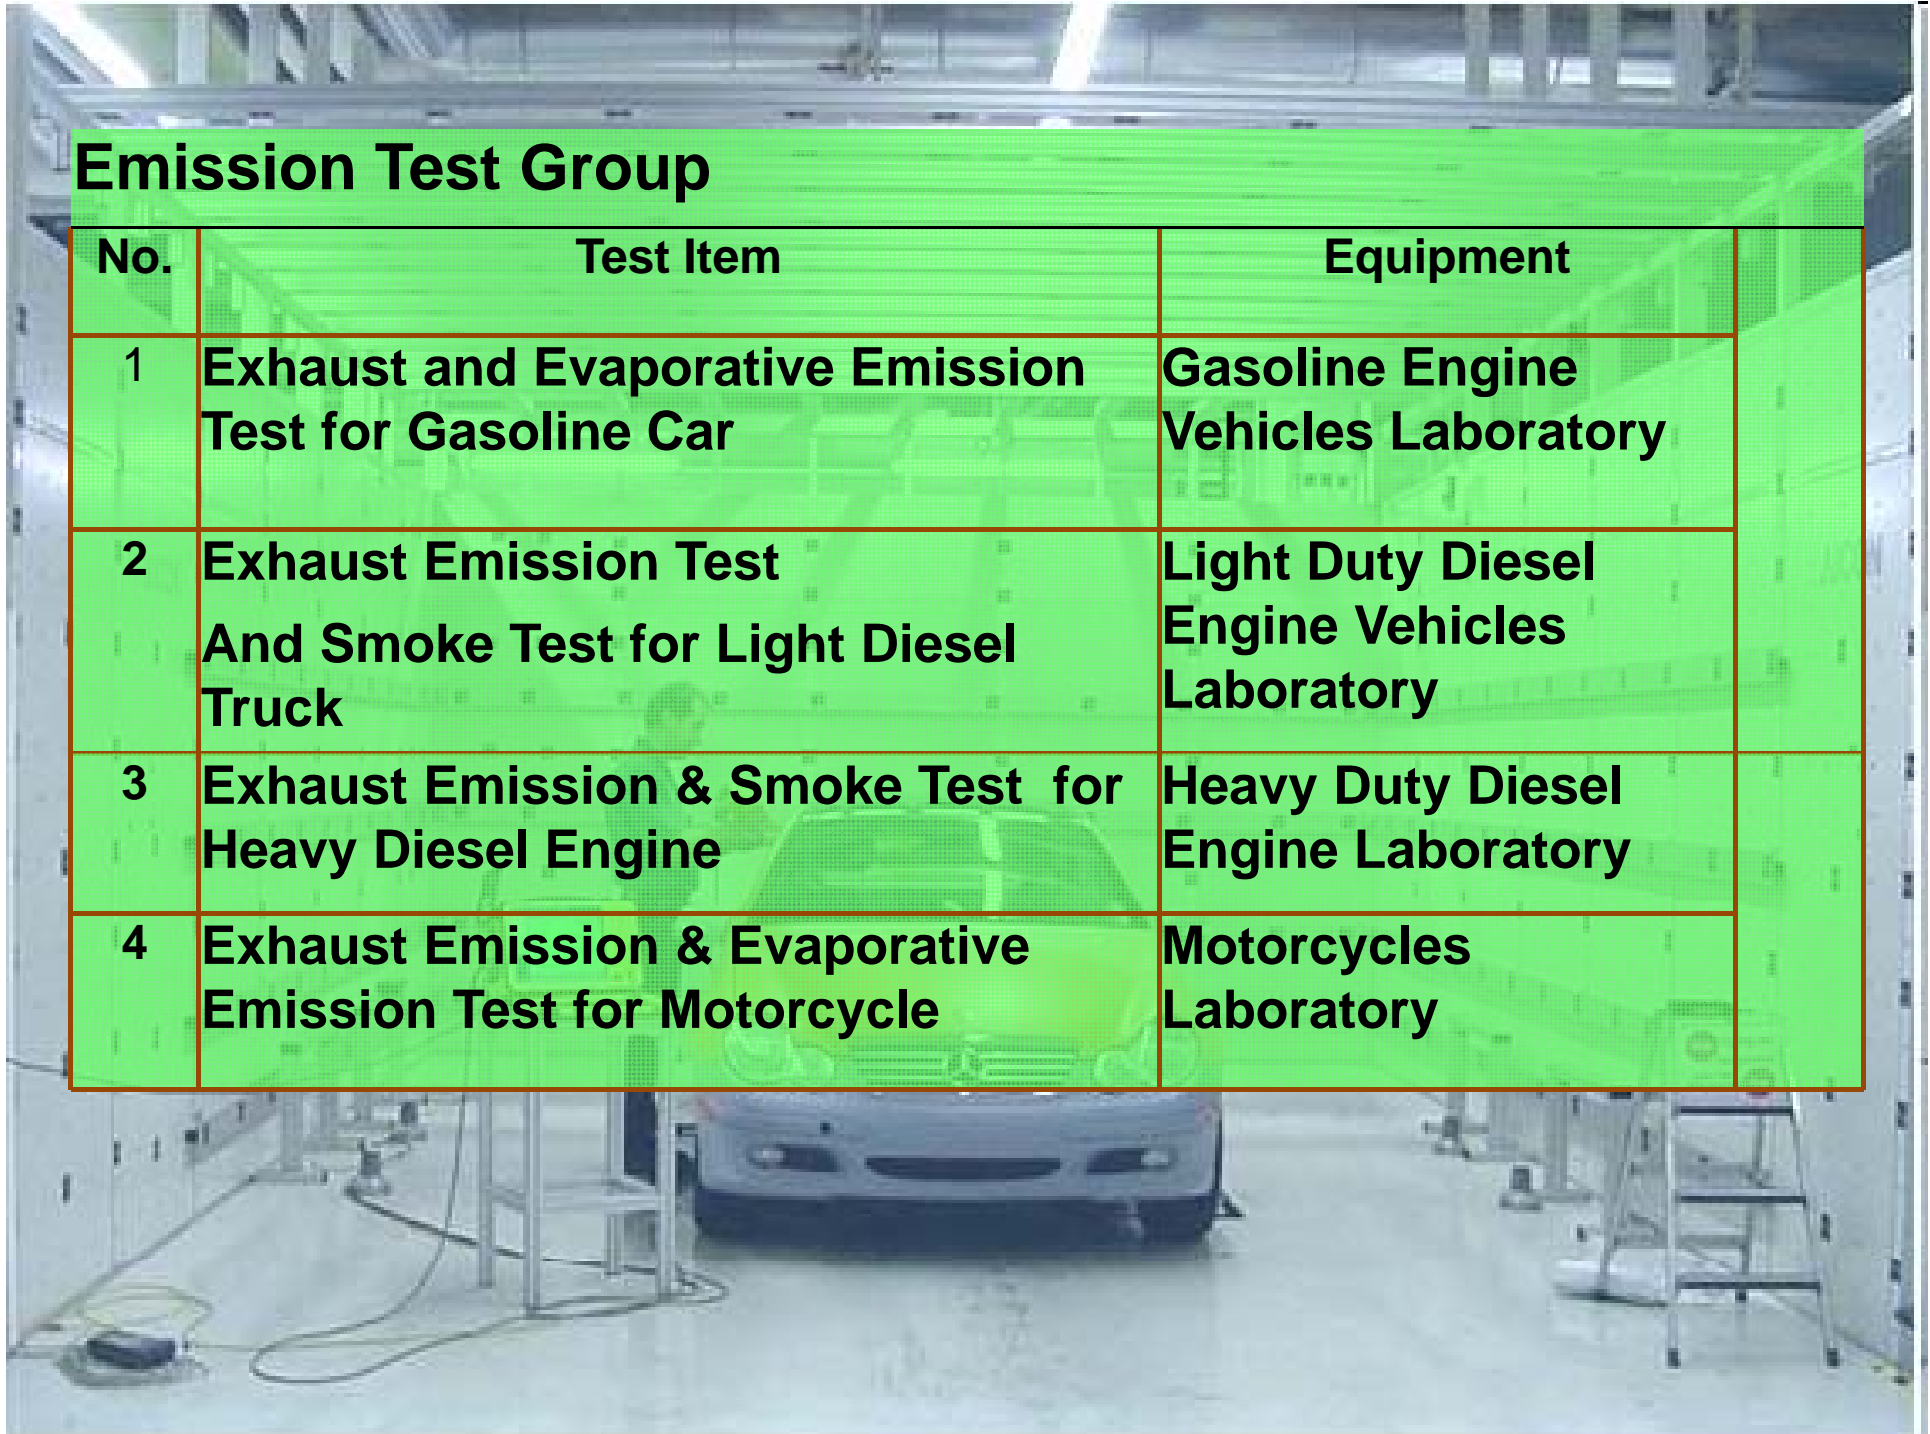 Emission Test Group
No. Test Item Equipment
1 Exhaust and Evaporative Emission Gasoline Engine
Test for Gasoline Car Vehicles Laboratory
2 Exhaust Emission Test Light Duty Diesel
And Smoke Test for Light Diesel Engine Vehicles
Truck Laboratory
3 Exhaust Emission & Smoke Test for Heavy Duty Diesel
Heavy Diesel Engine Engine Laboratory
4 Exhaust Emission & Evaporative Motorcycles
Emission Test for Motorcycle Laboratory